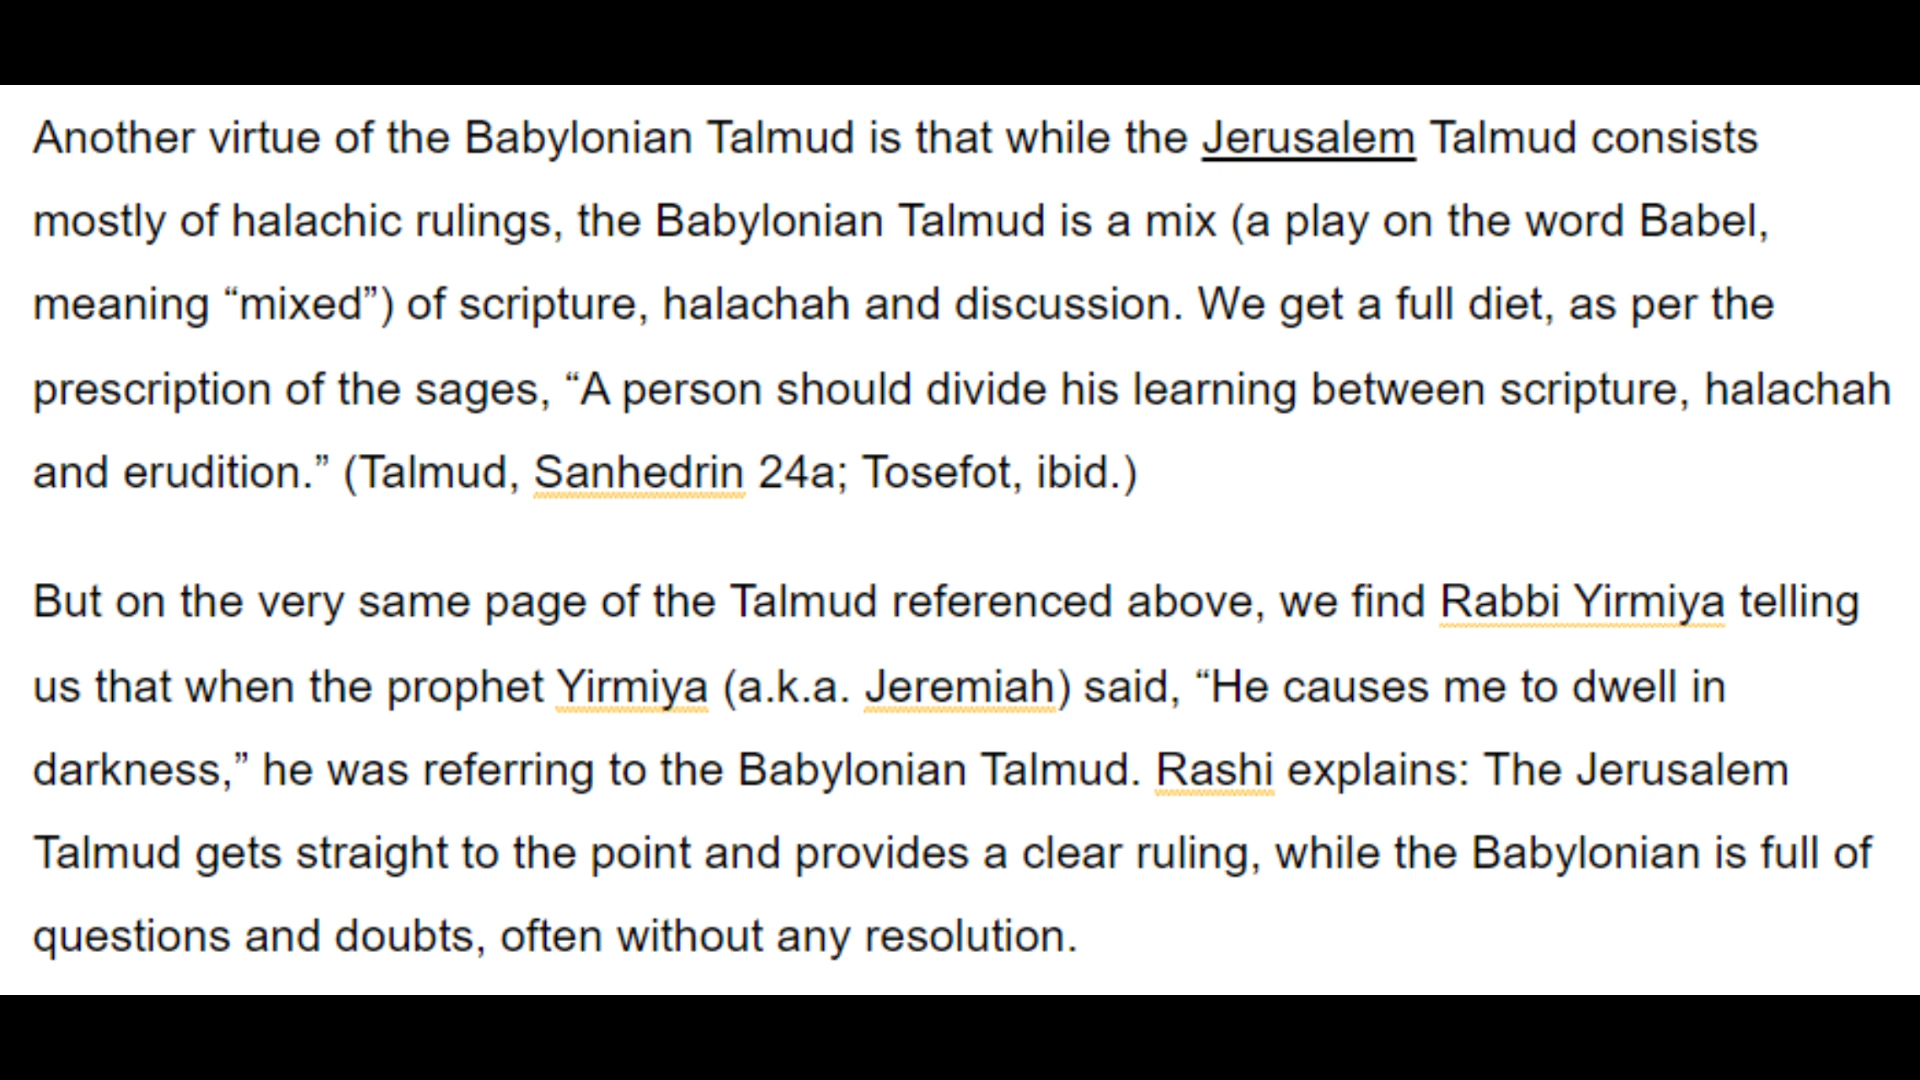 Another virtue of the Babylonian Talmud is that while the Jerusalem Talmud consists
mostly of halachic rulings, the Babylonian Talmud is a mix (a play on the word Babel,
meaning “mixed”) of scripture, halachah and discussion. We get a full diet, as per the
prescription of the sages, “A person should divide his learning between scripture, halachah
and erudition.” (Talmud, Sanhedrin 24a; Tosefot, ibid.)
But on the very same page of the Talmud referenced above, we find Rabbi Yirmiya telling
us that when the prophet Yirmiya (a.k.a. Jeremiah) said, “He causes me to dwell in
darkness,” he was referring to the Babylonian Talmud. Rashi explains: The Jerusalem
Talmud gets straight to the point and provides a clear ruling, while the Babylonian is full of
questions and doubts, often without any resolution.